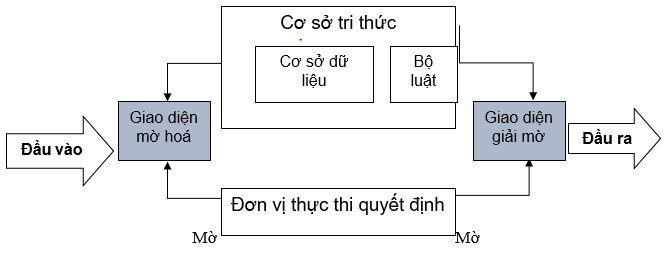 Cơ sở tri thức
Cơ sở dữ
liệu
Bộ
luật
Giao diện
mờ hoá
Giao diện
giải mờ
Đầu vào
Đầu ra
Đơn vị thực thi quyết định
Mờ
Mờ